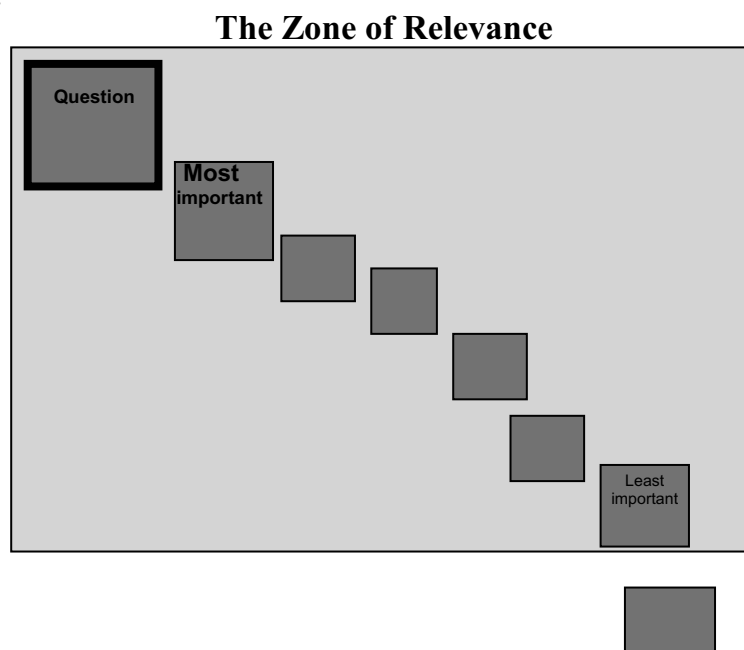 The Zone of Relevance
Question
Most
important
Least
important